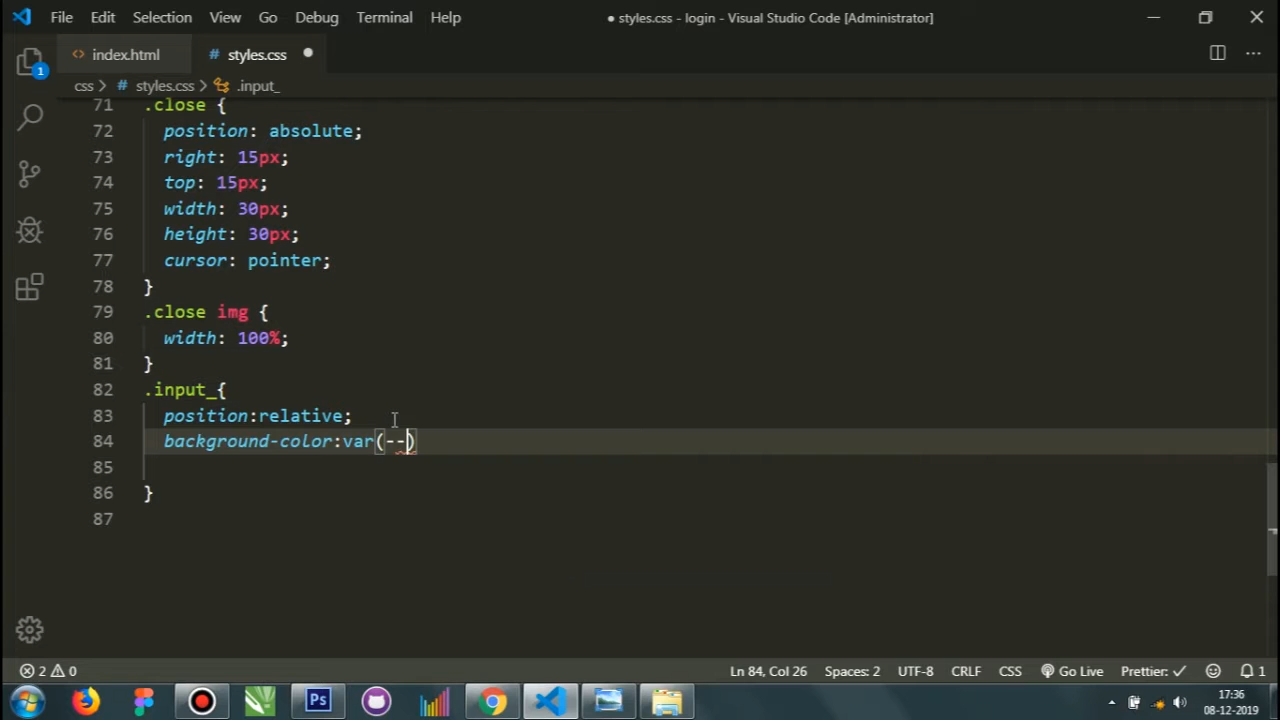 File Edit Selection View Go Debug Terminal Help ● styles.css - login - Visual Studio Code [Administrator]
<> index.html # styles.css ●
css > # styles.css > .input_
71 .close {
72 position: absolute;
73 right: 15px;
74 top: 15px;
75 width: 30px;
76 height: 30px;
77 cursor: pointer;
78 }
79 .close img {
80 width: 100%;
81 }
82 .input_{
83 position:relative;
84 background-color:var(--)
85
86 }
87
1
2 0 Ln 84, Col 26 Spaces: 2 UTF-8 CRLF CSS Go Live Prettier: ✓ 1
Ps 17:36
08-12-2019